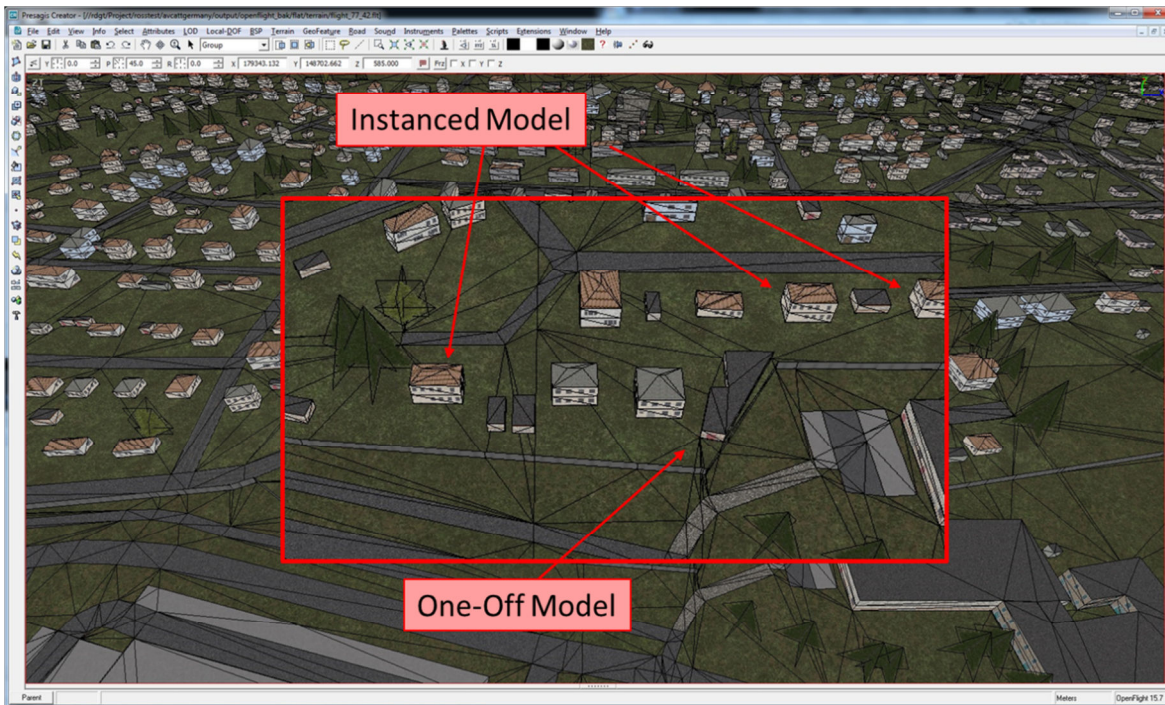 Presagis Creator - [//rdgt/Project/rosstest/avcattgermany/output/openflight_bak/flat/terrain/flight_77_42.flt]
File Edit View Info Select Attributes LOD Local-DOF BSP Terrain GeoFeature Road Sound Instruments Palettes Scripts Extensions Window Help
Group
Y 0.0 P 45.0 R 0.0 X 179343.132 Y 148702.662 Z 585.000 Prz X Y Z
Instanced Model
One-Off Model
Parent Meters OpenFlight 15.7